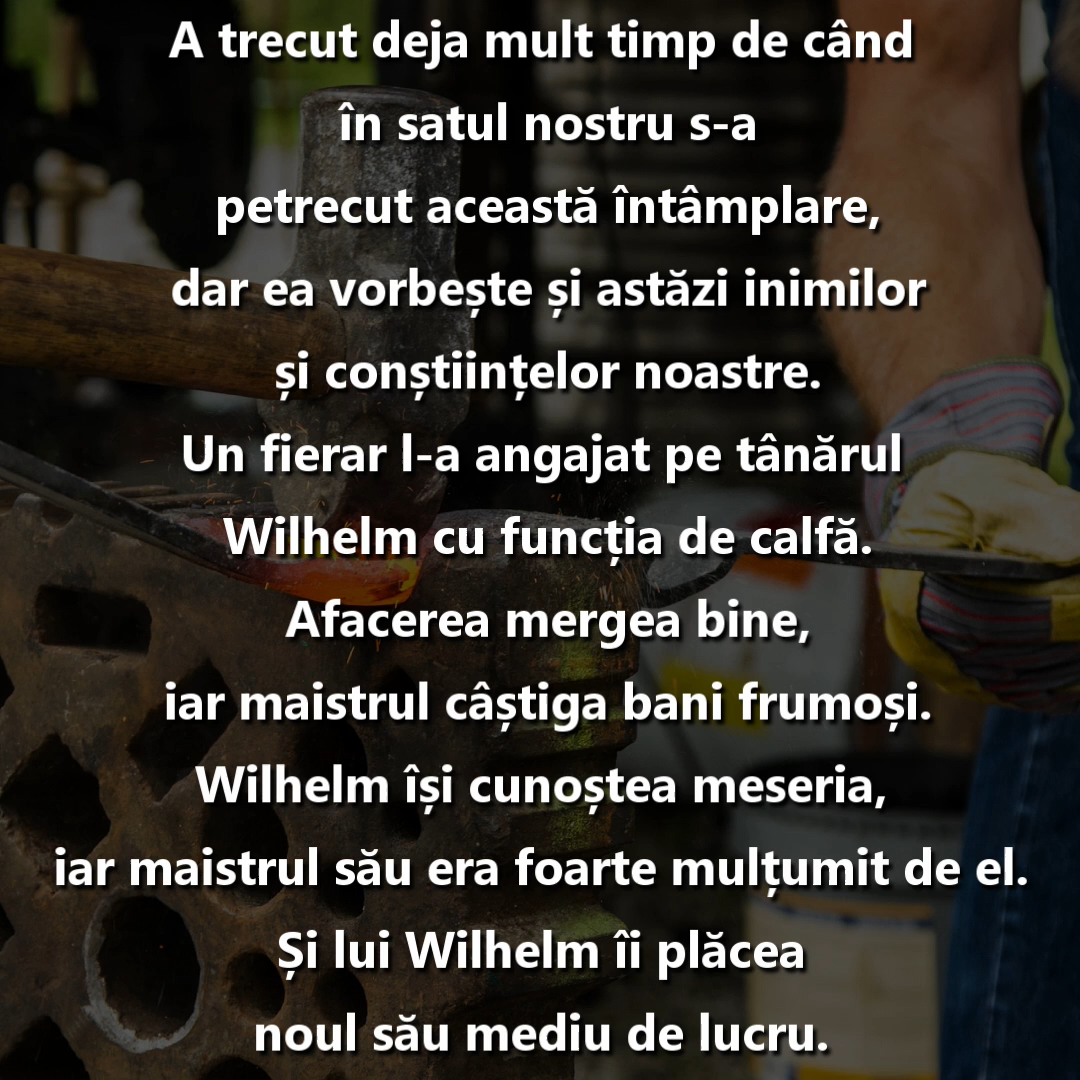 A trecut deja mult timp de când
în satul nostru s-a
petrecut această întâmplare,
dar ea vorbește și astăzi inimilor
și conștiințelor noastre.
Un fierar l-a angajat pe tânărul
Wilhelm cu funcția de calfă.
Afacerea mergea bine,
iar maistrul câștiga bani frumoși.
Wilhelm își cunoștea meseria,
iar maistrul său era foarte mulțumit de el.
Și lui Wilhelm îi plăcea
noul său mediu de lucru.